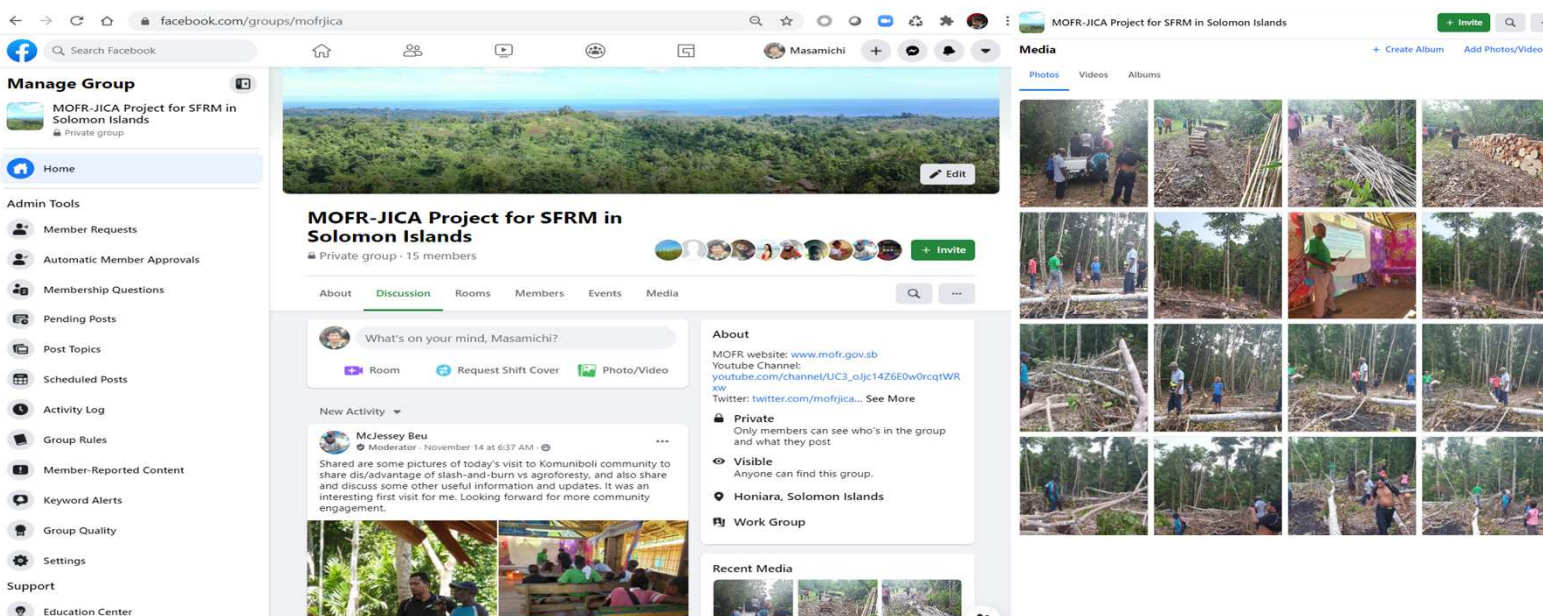 facebook.com/groups/mofrjica
Search Facebook
Masamichi
Manage Group
MOFR-JICA Project for SFRM in
Solomon Islands
Private group
Home
Admin Tools
Member Requests
Automatic Member Approvals
Membership Questions
Pending Posts
Post Topics
Scheduled Posts
Activity Log
Group Rules
Member-Reported Content
Keyword Alerts
Group Quality
Settings
Support
Education Center
Edit
MOFR-JICA Project for SFRM in
Solomon Islands
Private group · 15 members
+ Invite
About Discussion Rooms Members Events Media
What's on your mind, Masamichi?
Room Request Shift Cover Photo/Video
New Activity
McJessey Beu
Moderator · November 14 at 6:37 AM ·
Shared are some pictures of today's visit to Komuniboli community to
share dis/advantage of slash-and-burn vs agroforesty, and also share
and discuss some other useful information and updates. It was an
interesting first visit for me. Looking forward for more community
engagement.
About
MOFR website: www.mofr.gov.sb
Youtube Channel:
youtube.com/channel/UC3_oJjc14Z6E0w0rcqtWR
xw
Twitter: twitter.com/mofrjica... See More
Private
Only members can see who's in the group
and what they post
Visible
Anyone can find this group.
Honiara, Solomon Islands
Work Group
Recent Media
MOFR-JICA Project for SFRM in Solomon Islands
+ Invite
Media
+ Create Album Add Photos/Video
Photos Videos Albums